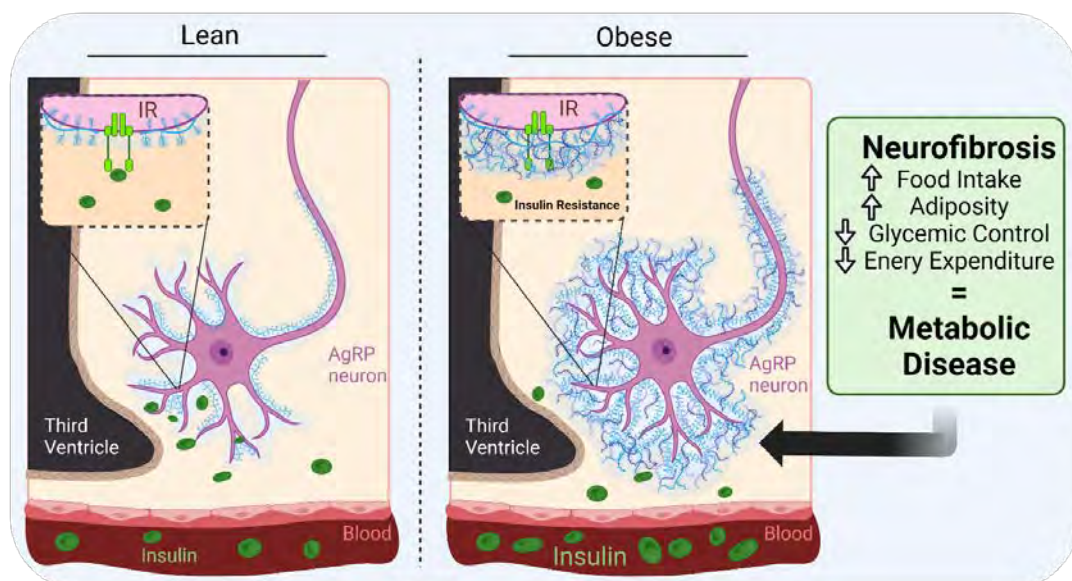 Lean
IR
AgRP
neuron
Third
Ventricle
Blood
Insulin
Obese
IR
Insulin Resistance
AgRP
neuron
Third
Ventricle
Blood
Insulin
Neurofibrosis
Food Intake
Adiposity
Glycemic Control
Enery Expenditure
=
Metabolic
Disease